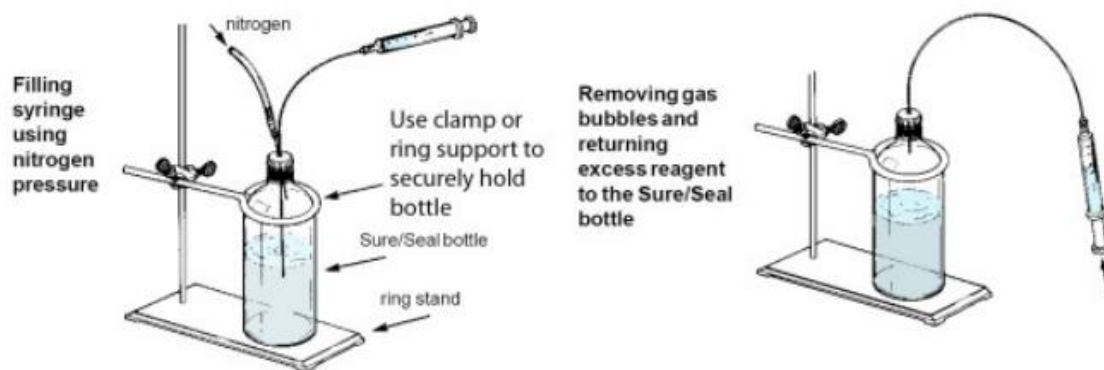 nitrogen
Filling
syringe
using
nitrogen
pressure
Use clamp or
ring support to
securely hold
bottle
Sure/Seal bottle
ring stand
Removing gas
bubbles and
returning
excess reagent
to the Sure/Seal
bottle